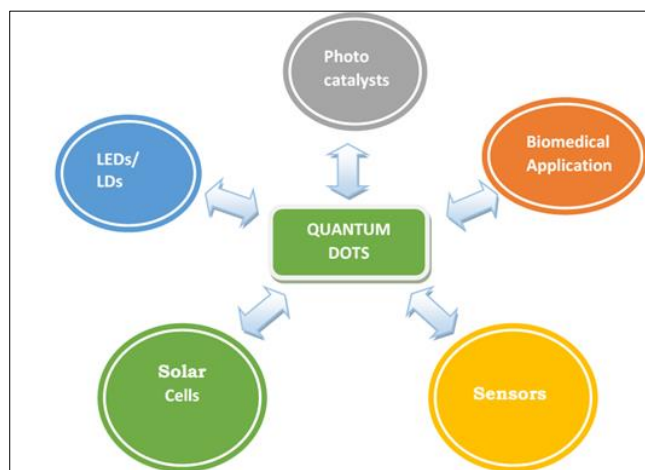 Photo
catalysts
LEDs/
LDs
Biomedical
Application
QUANTUM
DOTS
Solar
Cells
Sensors